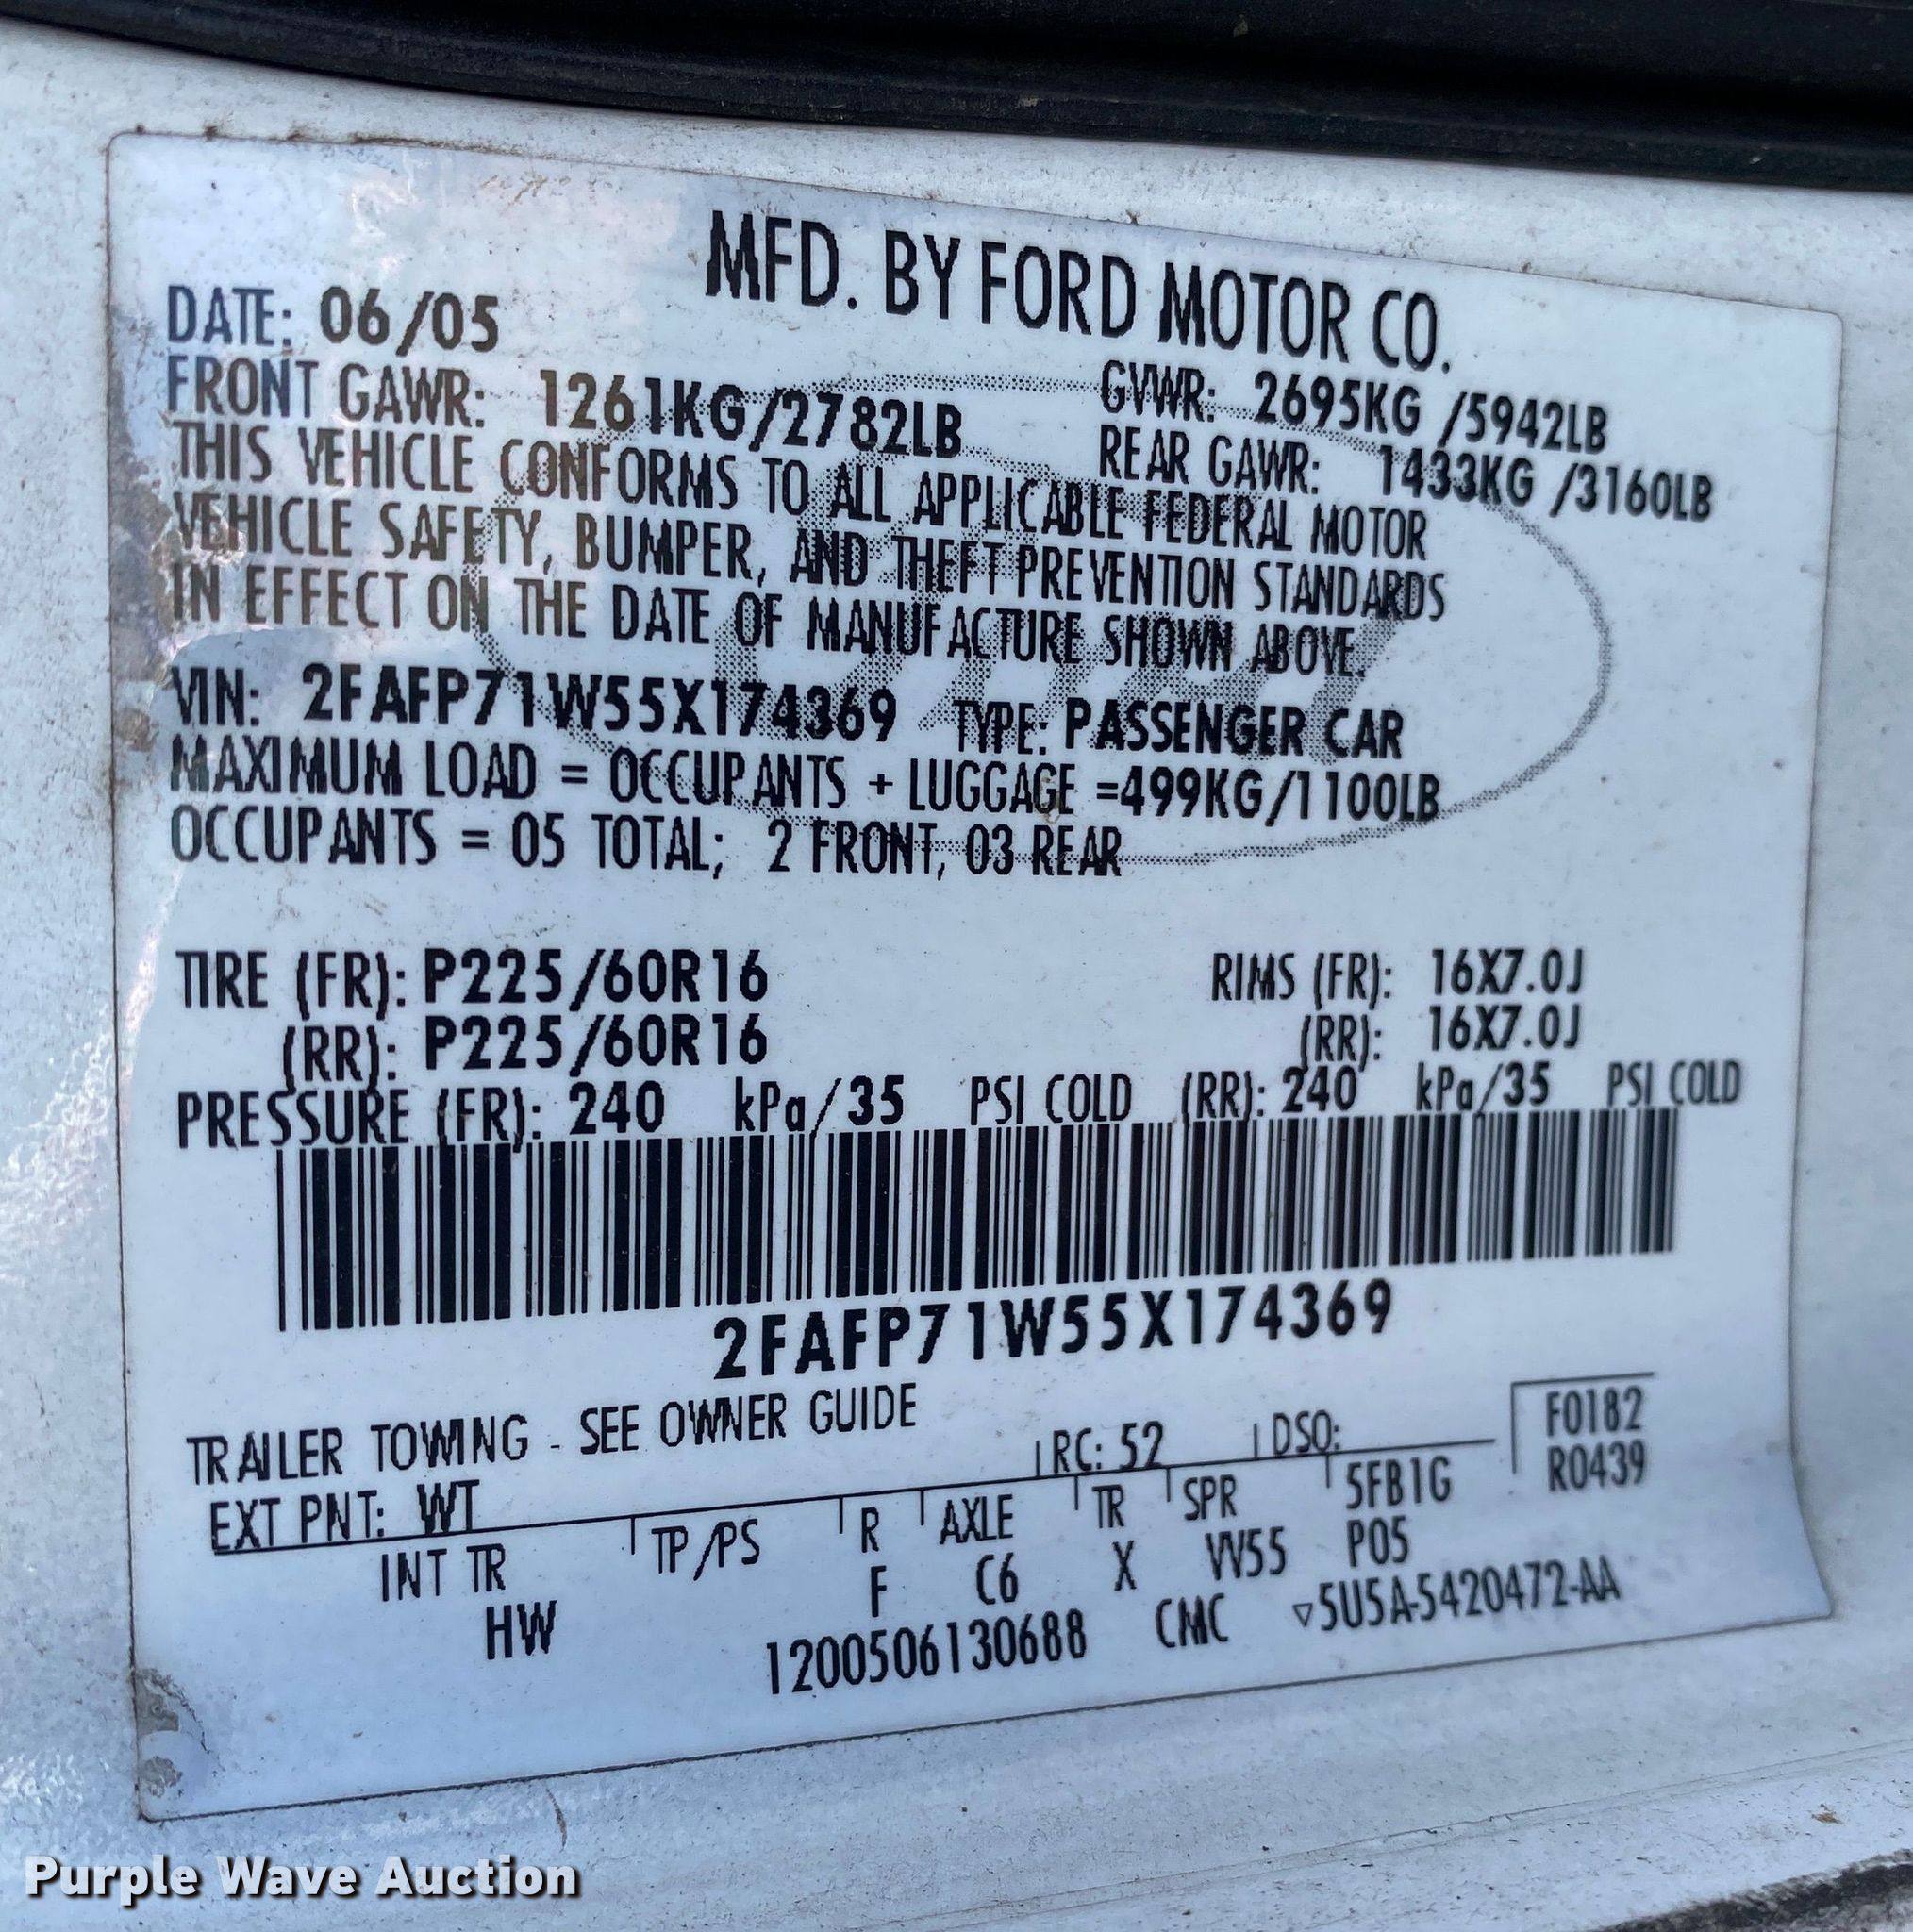 MFD. BY FORD MOTOR CO.
DATE: 06/05
FRONT GAWR: 1261KG/2782LB
GVWR: 2695KG /5942LB
REAR GAWR: 1433KG /3160LB
THIS VEHICLE CONFORMS TO ALL APPLICABLE FEDERAL MOTOR
VEHICLE SAFETY, BUMPER, AND THEFT PREVENTION STANDARDS
IN EFFECT ON THE DATE OF MANUFACTURE SHOWN ABOVE.
VIN: 2FAFP71W55X174369 TYPE: PASSENGER CAR
MAXIMUM LOAD = OCCUPANTS + LUGGAGE =499KG/1100LB
OCCUPANTS = 05 TOTAL; 2 FRONT, 03 REAR
TIRE (FR): P225/60R16 RIMS (FR): 16X7.0J
(RR): P225/60R16 (RR): 16X7.0J
PRESSURE (FR): 240 kPa/35 PSI COLD (RR): 240 kPa/35 PSI COLD
2FAFP71W55X174369
TRAILER TOWING - SEE OWNER GUIDE
EXT PNT: WT RC: 52 DSO: F0182
INT TR TP/PS R AXLE TR SPR 5FB1G R0439
HW F C6 X VV55 P05
1200506130688 CMC ▽5U5A-5420472-AA
Purple Wave Auction